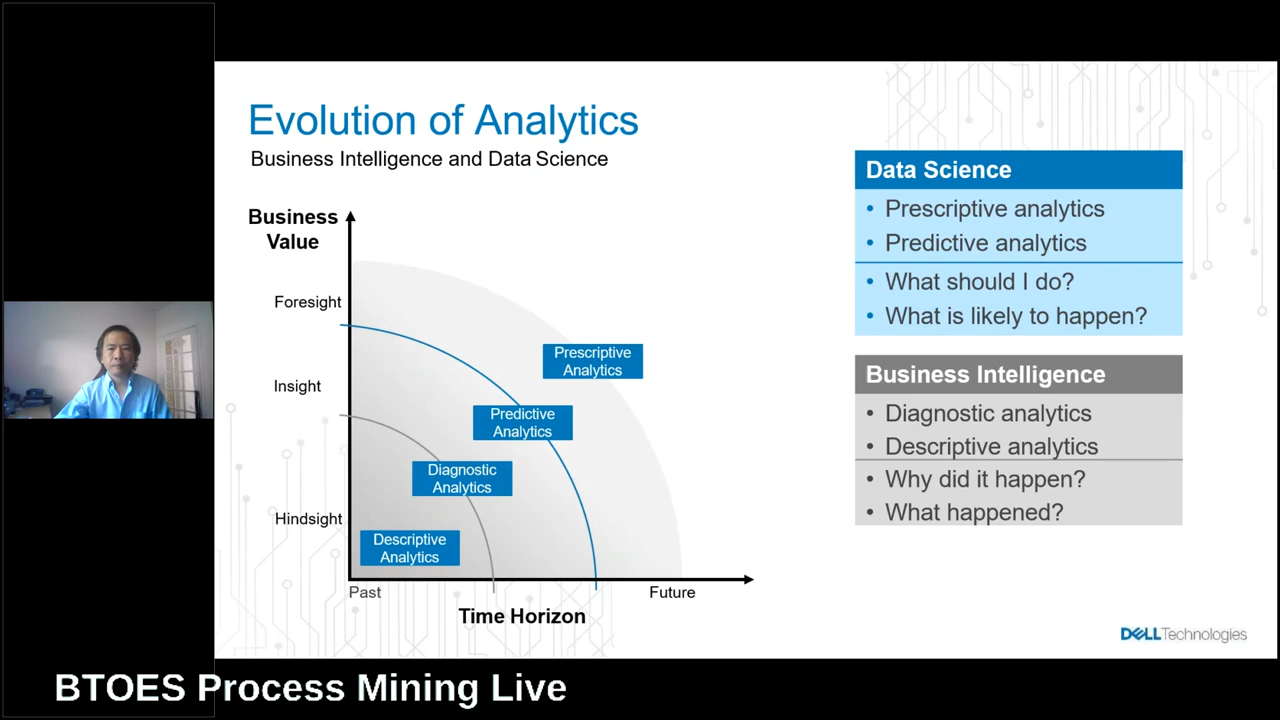 Evolution of Analytics
Business Intelligence and Data Science
Business
Value
Foresight
Insight
Hindsight
Prescriptive
Analytics
Predictive
Analytics
Diagnostic
Analytics
Descriptive
Analytics
Past
Future
Time Horizon
Data Science
• Prescriptive analytics
• Predictive analytics
• What should I do?
• What is likely to happen?
Business Intelligence
• Diagnostic analytics
• Descriptive analytics
• Why did it happen?
• What happened?
DELLTechnologies
BTOES Process Mining Live